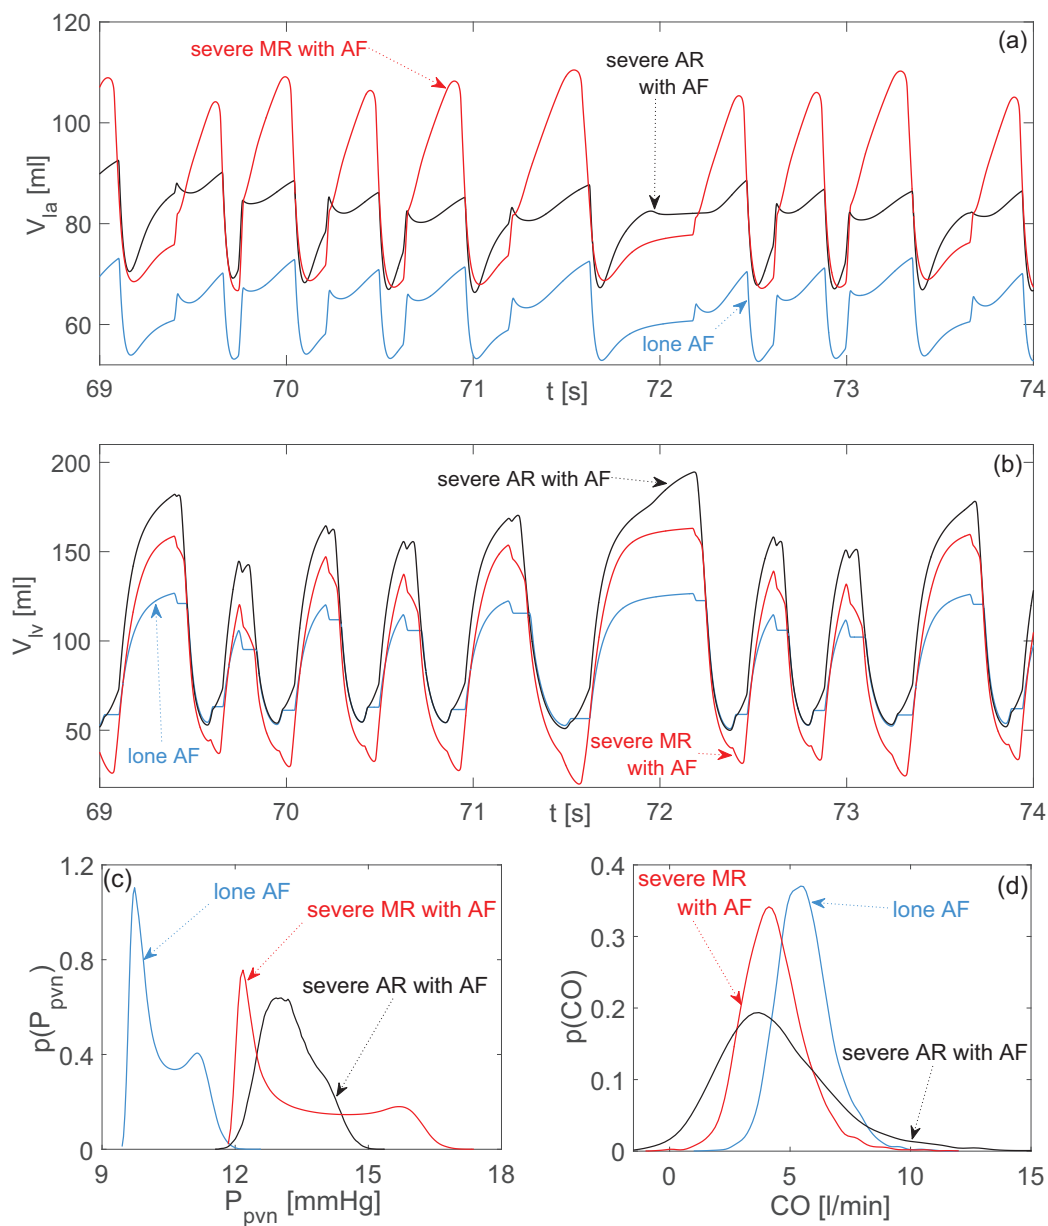 120
100
80
60
V_la [ml]
(a)
severe MR with AF
severe AR
with AF
lone AF
69
70
71
72
73
74
t [s]
200
150
100
50
V_lv [ml]
(b)
severe AR with AF
lone AF
severe MR
with AF
69
70
71
72
73
74
t [s]
1.2
0.8
0.4
0
p(P_pvn)
(c)
lone AF
severe MR with AF
severe AR with AF
9
12
15
18
P_pvn [mmHg]
0.4
0.3
0.2
0.1
0
p(CO)
(d)
severe MR
with AF
lone AF
severe AR with AF
0
5
10
15
CO [l/min]